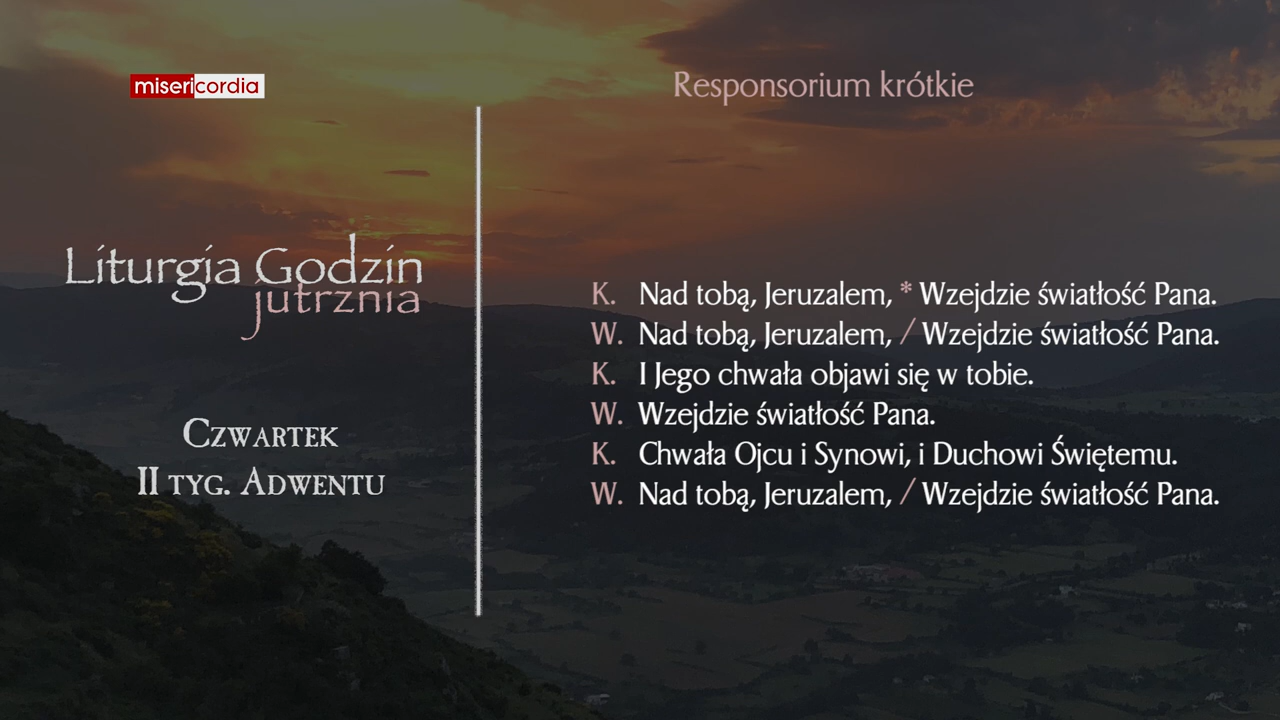 misericordia
Responsorium krótkie
Liturgia Godzin
jutrznia
Czwartek
II tyg. Adwentu
K. Nad tobą, Jeruzalem, * Wzejdzie światłość Pana.
W. Nad tobą, Jeruzalem, / Wzejdzie światłość Pana.
K. I Jego chwała objawi się w tobie.
W. Wzejdzie światłość Pana.
K. Chwała Ojcu i Synowi, i Duchowi Świętemu.
W. Nad tobą, Jeruzalem, / Wzejdzie światłość Pana.